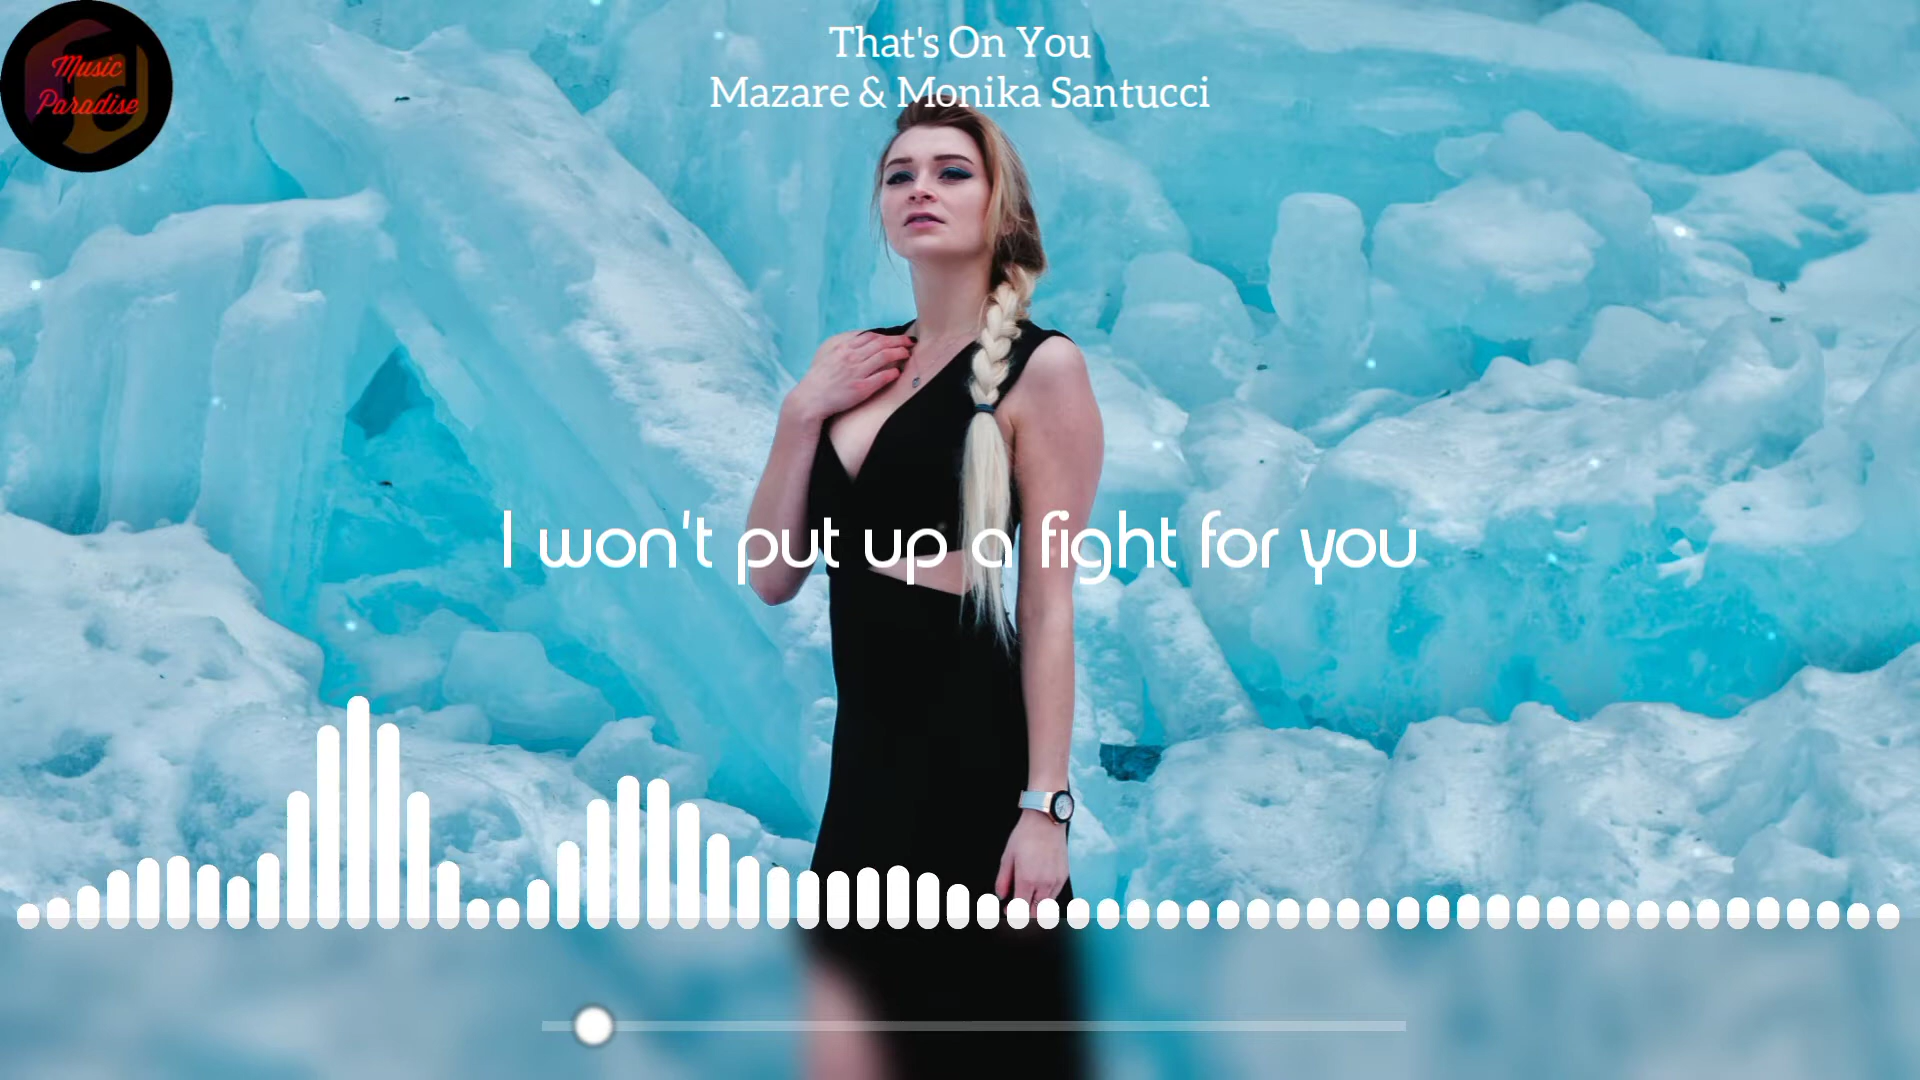 Music
Paradise
That's On You
Mazare & Monika Santucci
I won't put up a fight for you